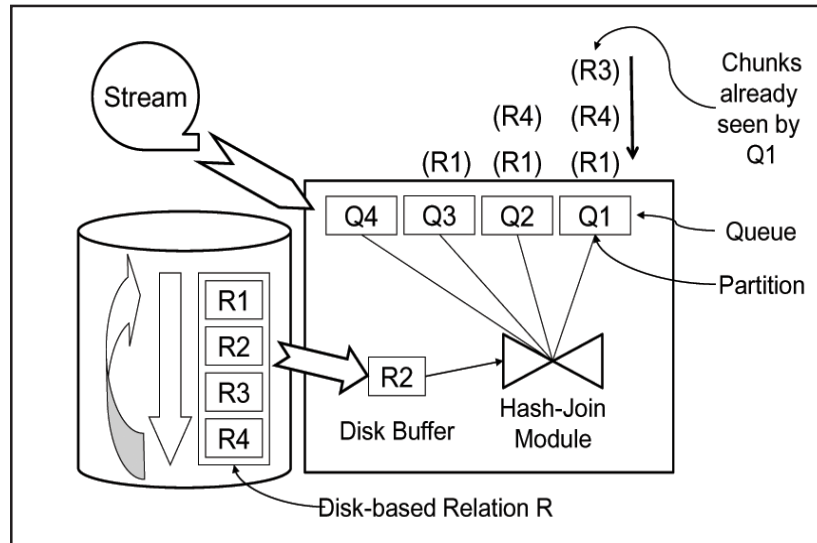 Stream
(R3)
(R4) (R4)
(R1) (R1) (R1)
Chunks
already
seen by
Q1
Q4 Q3 Q2 Q1
Queue
Partition
R1
R2
R3
R4
R2
Disk Buffer
Hash-Join
Module
Disk-based Relation R